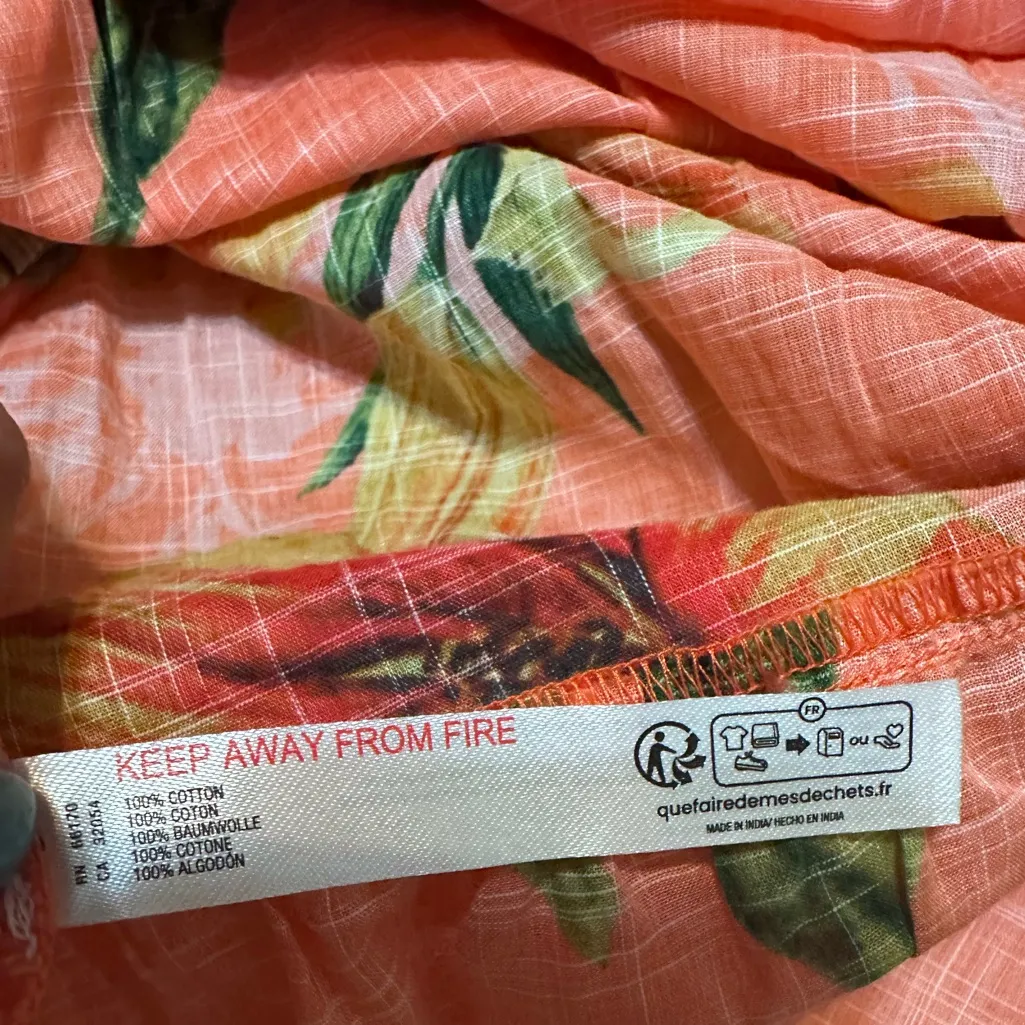 KEEP AWAY FROM FIRE
100% COTTON
100% COTON
100% BAUMWOLLE
100% COTONE
100% ALGODÓN
RN 66170
CA 32054
FR
ou
quefairedemesdechets.fr
MADE IN INDIA/ HECHO EN INDIA